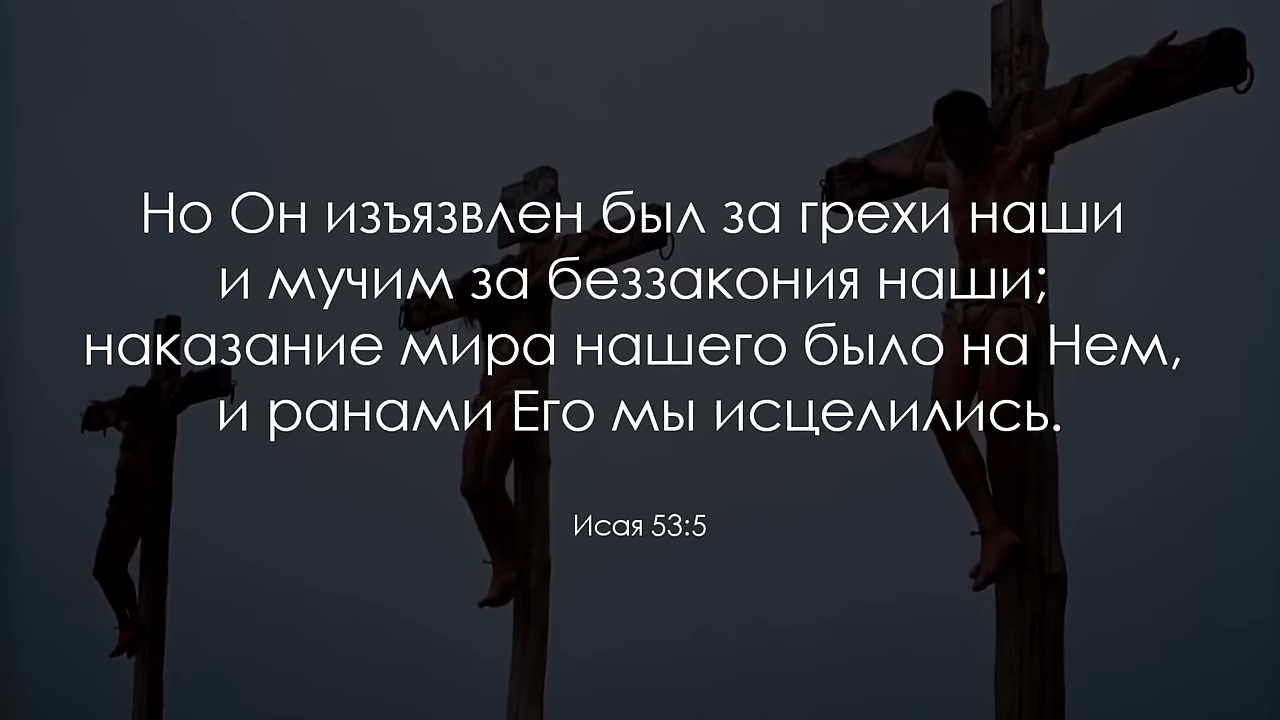 Но Он изъязвлен был за грехи наши
и мучим за беззакония наши;
наказание мира нашего было на Нем,
и ранами Его мы исцелились.
Исая 53:5